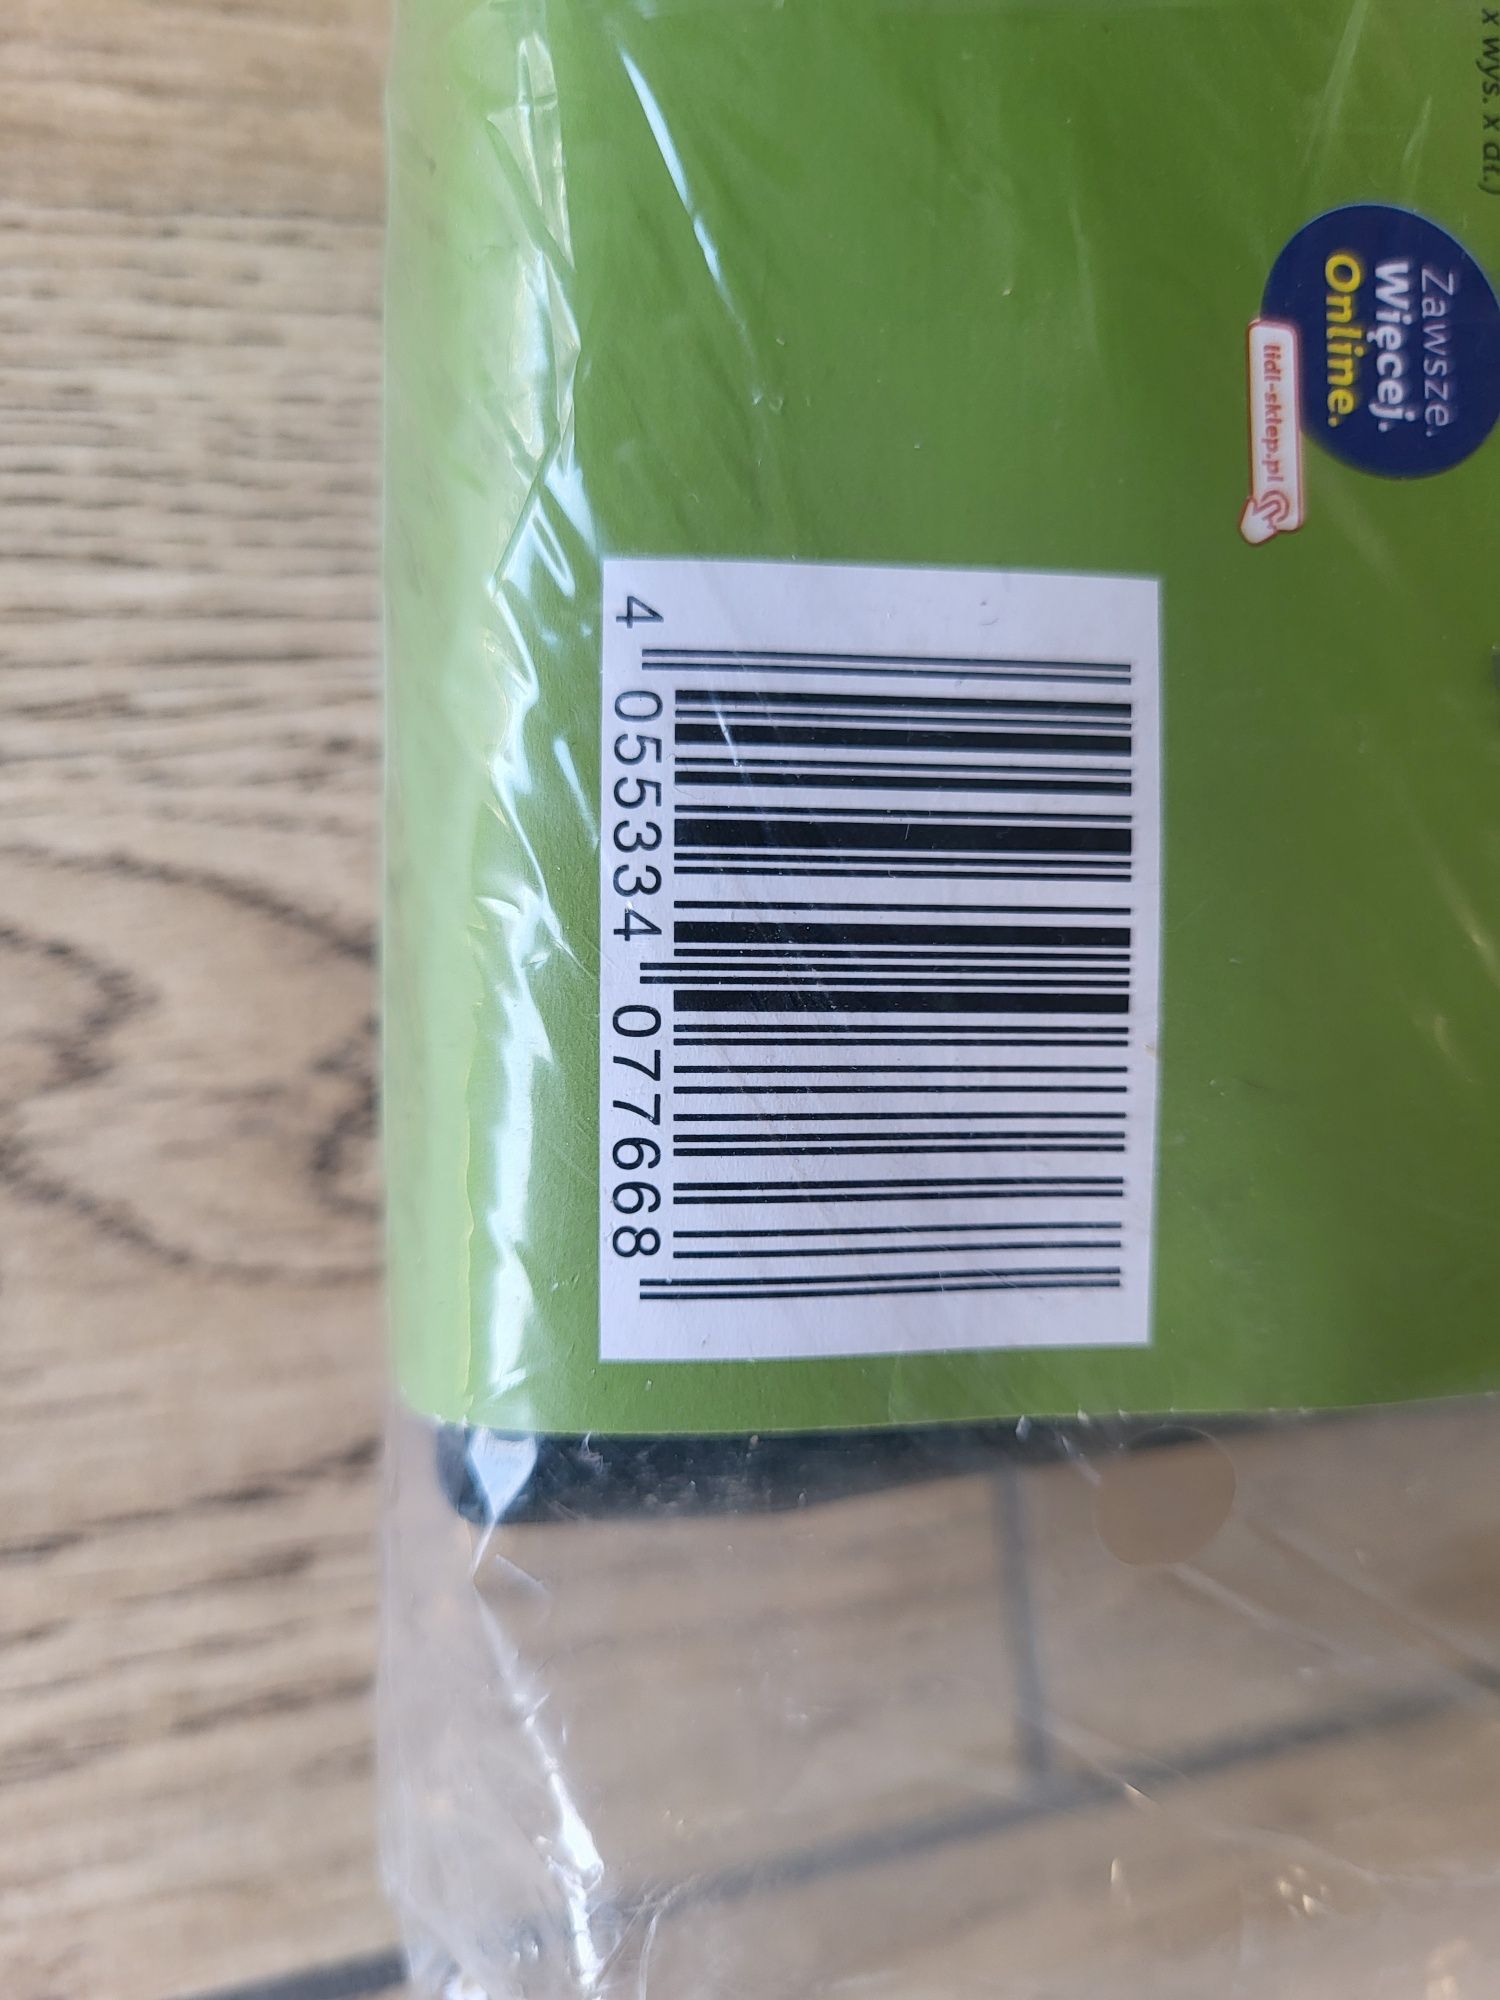 x wys. x dł.)
Zawsze.
Więcej.
Online.
lidl-sklep.pl
4 055334 077668